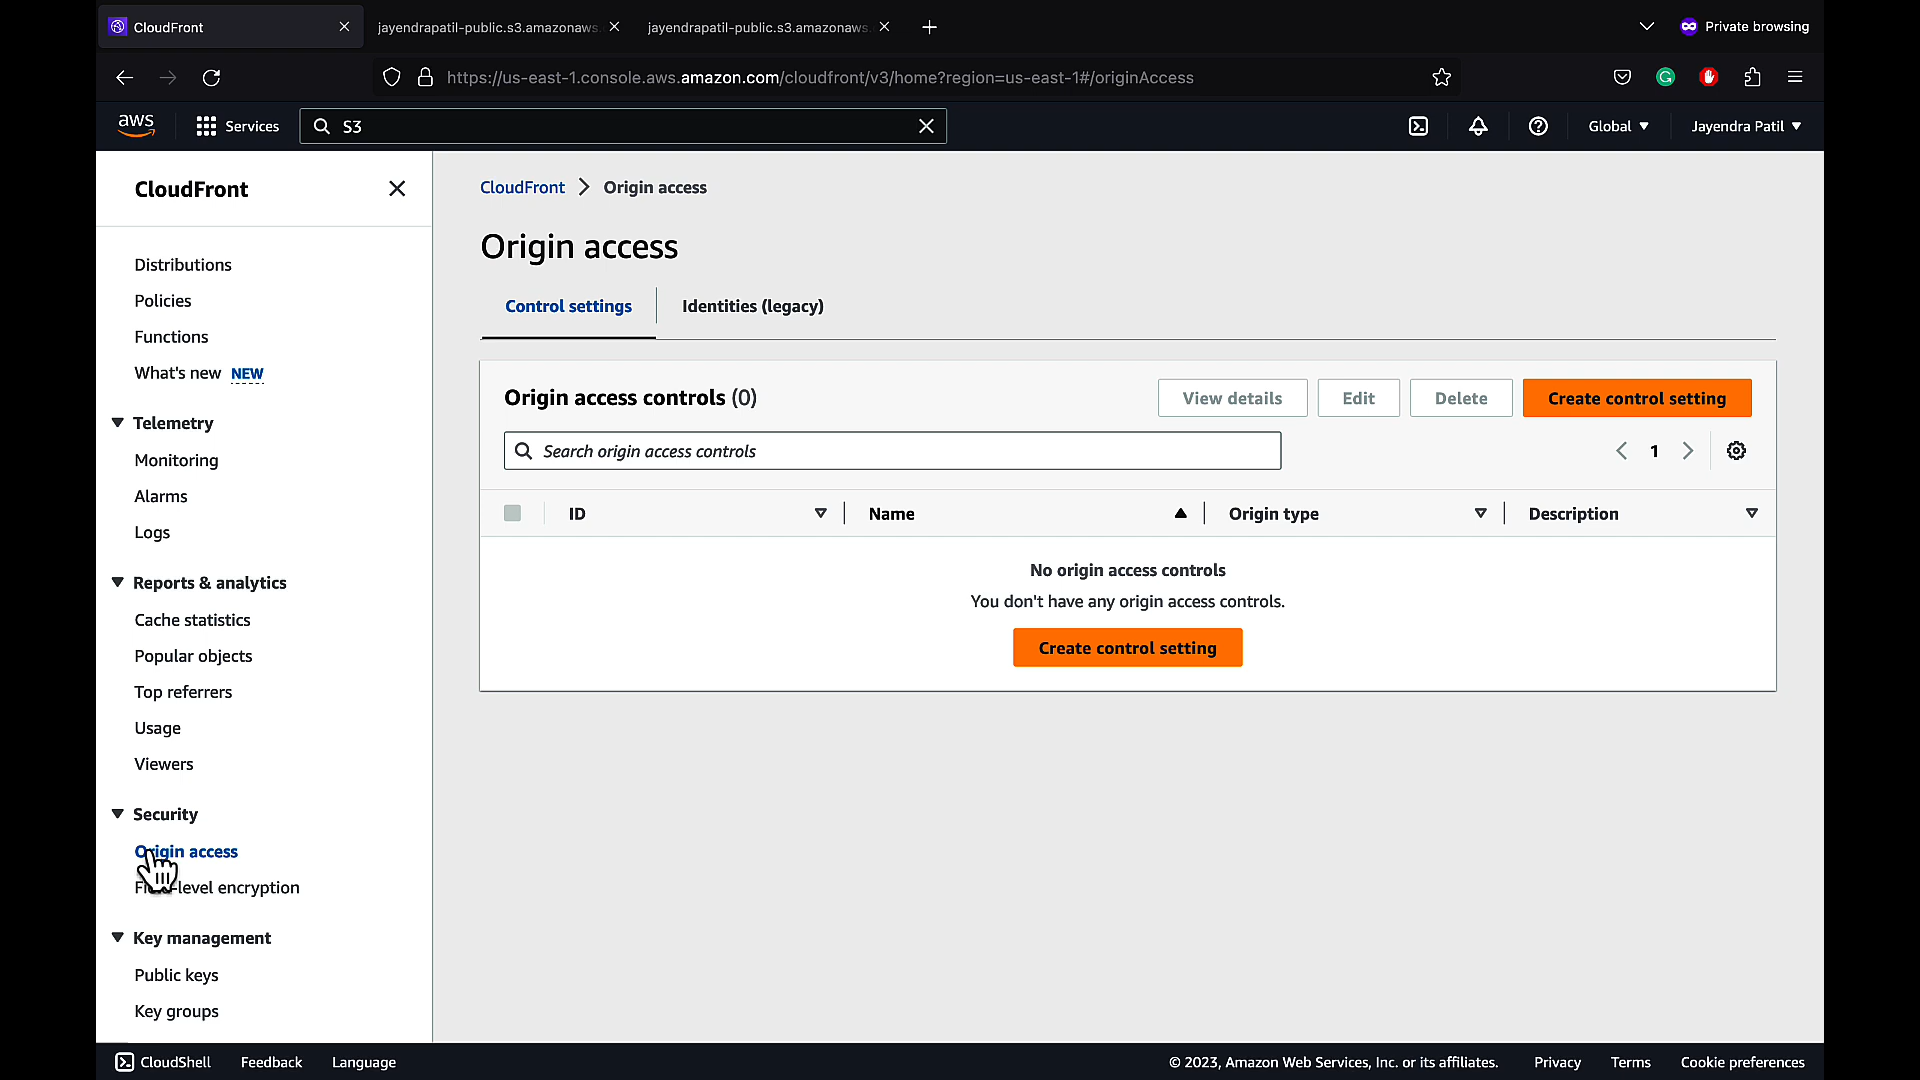 CloudFront
jayendrapatil-public.s3.amazonaws.
jayendrapatil-public.s3.amazonaws.
Private browsing
https://us-east-1.console.aws.amazon.com/cloudfront/v3/home?region=us-east-1#/originAccess
aws
Services
S3
Global
Jayendra Patil
CloudFront
Distributions
Policies
Functions
What's new NEW
Telemetry
Monitoring
Alarms
Logs
Reports & analytics
Cache statistics
Popular objects
Top referrers
Usage
Viewers
Security
Origin access
Field-level encryption
Key management
Public keys
Key groups
CloudFront > Origin access
Origin access
Control settings
Identities (legacy)
Origin access controls (0)
View details
Edit
Delete
Create control setting
Search origin access controls
1
ID
Name
Origin type
Description
No origin access controls
You don't have any origin access controls.
Create control setting
CloudShell
Feedback
Language
© 2023, Amazon Web Services, Inc. or its affiliates.
Privacy
Terms
Cookie preferences